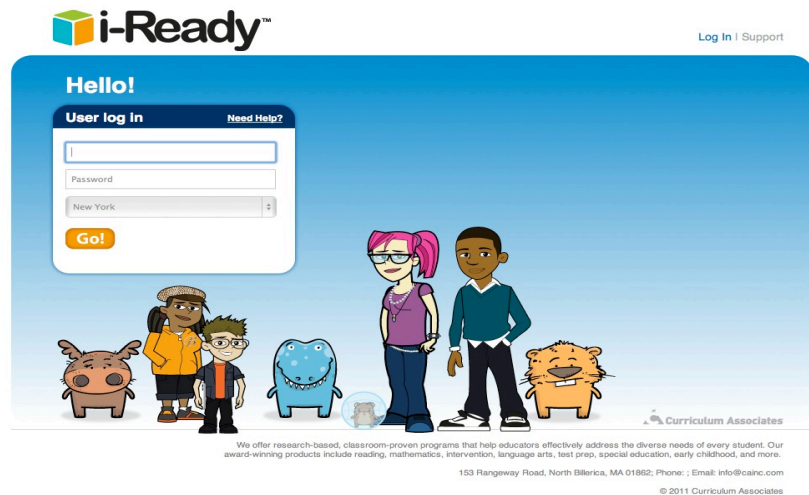 i-Ready™
Log In | Support
Hello!
User log in
Need Help?
Password
New York
Go!
Curriculum Associates
We offer research-based, classroom-proven programs that help educators effectively address the diverse needs of every student. Our
award-winning products include reading, mathematics, intervention, language arts, test prep, special education, early childhood, and more.
153 Rangeway Road, North Billerica, MA 01862; Phone: ; Email: info@cainc.com
© 2011 Curriculum Associates